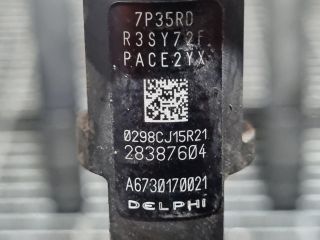 7P35RD
R3SY72F
PACE2YX
0298CJ15R21
28387604
A6730170021
DELPHI